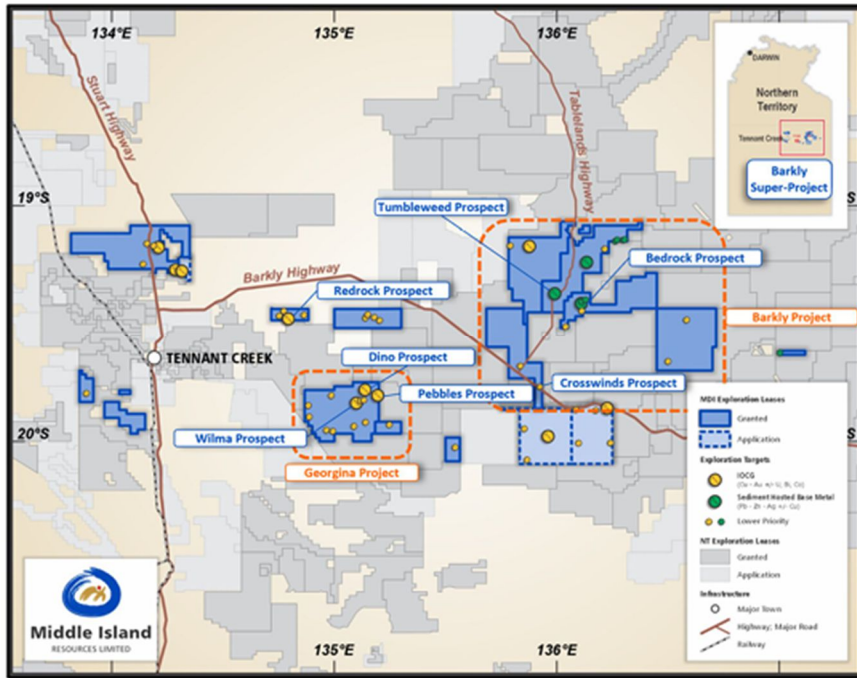 134°E
135°E
136°E
DARWIN
Northern
Territory
Tennant Creek
Barkly
Super-Project
Stuart Highway
Tablelands Highway
19°S
19°S
Tumbleweed Prospect
Bedrock Prospect
Barkly Highway
Redrock Prospect
Barkly Project
TENNANT CREEK
Dino Prospect
Pebbles Prospect
Crosswinds Prospect
Wilma Prospect
Georgina Project
20°S
20°S
MDI Exploration Leases
Granted
Application
Exploration Targets
IOCG
Sediment Hosted Base Metal
Lower Priority
NT Exploration Leases
Granted
Application
Infrastructure
Major Town
Highway; Major Road
Railway
Middle Island
RESOURCES LIMITED
135°E
136°E